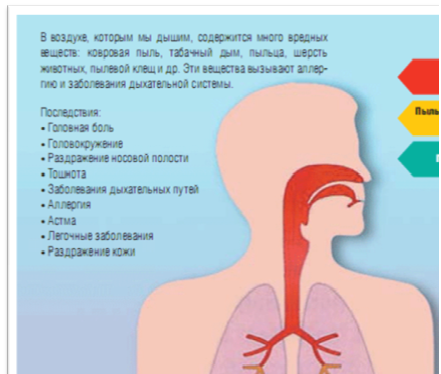 В воздухе, которым мы дышим, содержится много вредных
веществ: ковровая пыль, табачный дым, пыльца, шерсть
животных, пылевой клещ и др. Эти вещества вызывают аллер-
гию и заболевания дыхательной системы.
Последствия:
• Головная боль
• Головокружение
• Раздражение носовой полости
• Тошнота
• Заболевания дыхательных путей
• Аллергия
• Астма
• Легочные заболевания
• Раздражение кожи